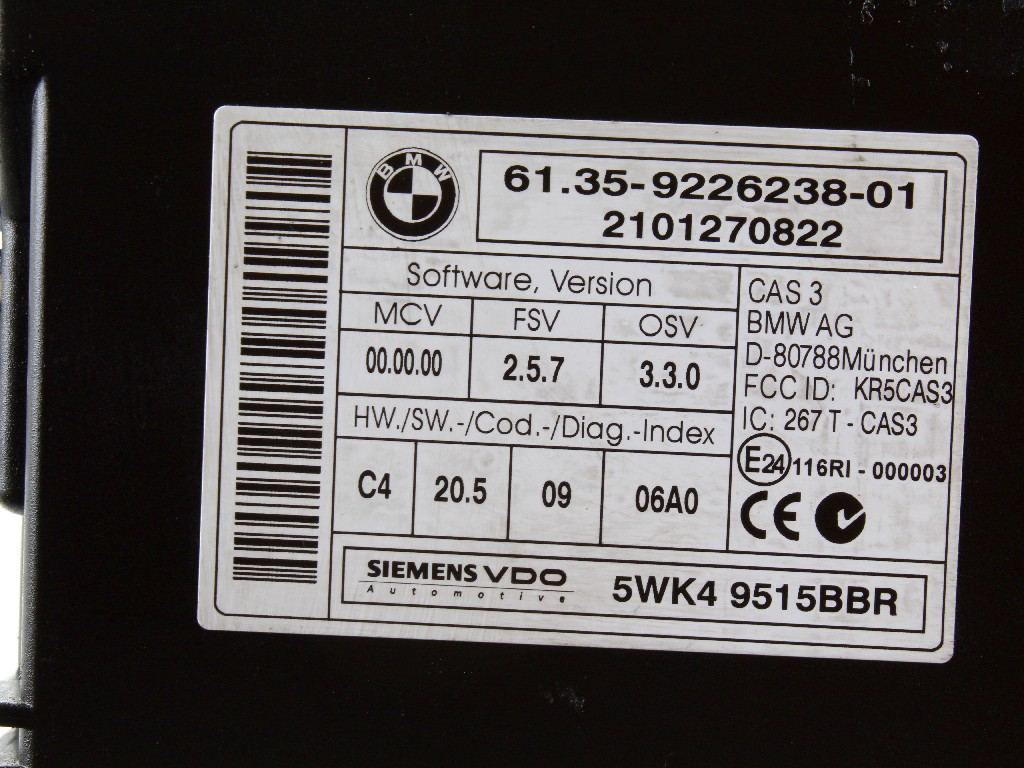 BMW
61.35-9226238-01
2101270822
Software, Version
MCV FSV OSV
00.00.00 2.5.7 3.3.0
HW./SW.-/Cod.-/Diag.-Index
C4 20.5 09 06A0
CAS 3
BMW AG
D-80788München
FCC ID: KR5CAS3
IC: 267 T - CAS3
E24 116RI - 000003
CE
SIEMENS VDO
Automotive
5WK4 9515BBR